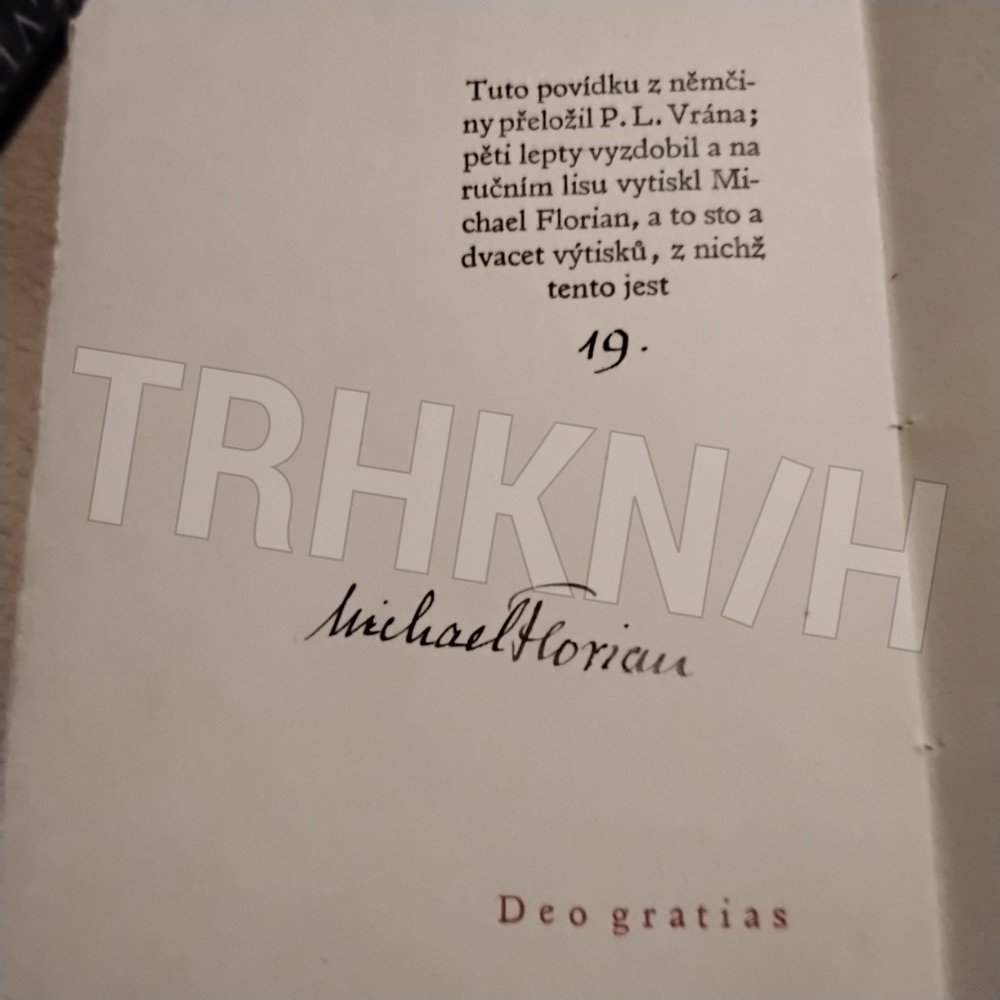 Tuto povídku z němči-
ny přeložil P. L. Vrána;
pěti lepty vyzdobil a na
ručním lisu vytiskl Mi-
chael Florian, a to sto a
dvacet výtisků, z nichž
tento jest
19.
TRHKN/H
Michael Florian
Deo gratias